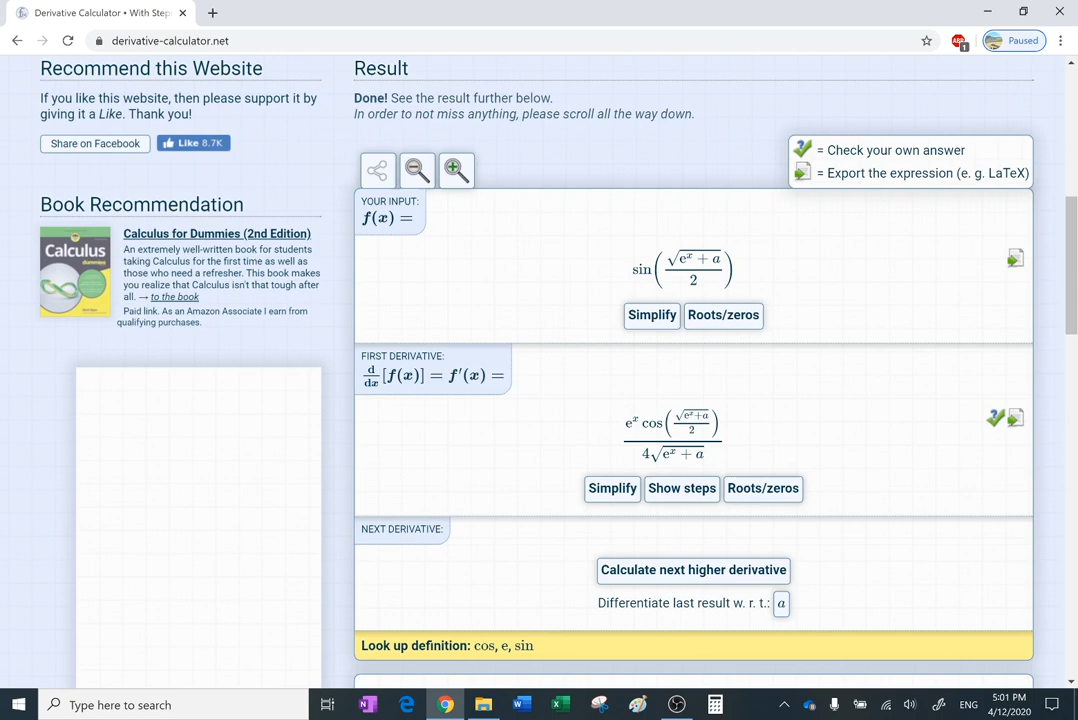 Derivative Calculator • With Step
derivative-calculator.net
ABP
1
Paused
Recommend this Website
If you like this website, then please support it by
giving it a Like. Thank you!
Share on Facebook
Like 8.7K
Book Recommendation
Calculus
dummies
Calculus for Dummies (2nd Edition)
An extremely well-written book for students
taking Calculus for the first time as well as
those who need a refresher. This book makes
you realize that Calculus isn't that tough after
all. → to the book
Paid link. As an Amazon Associate I earn from
qualifying purchases.
Result
Done! See the result further below.
In order to not miss anything, please scroll all the way down.
= Check your own answer
= Export the expression (e. g. LaTeX)
YOUR INPUT:
f(x) =
sin(√(eˣ + a)/2)
Simplify Roots/zeros
FIRST DERIVATIVE:
d/dx[f(x)] = f′(x) =
eˣ cos(√(eˣ+a)/2)
4√(eˣ + a)
Simplify Show steps Roots/zeros
NEXT DERIVATIVE:
Calculate next higher derivative
Differentiate last result w. r. t.: a
Look up definition: cos, e, sin
Type here to search
ENG
5:01 PM
4/12/2020